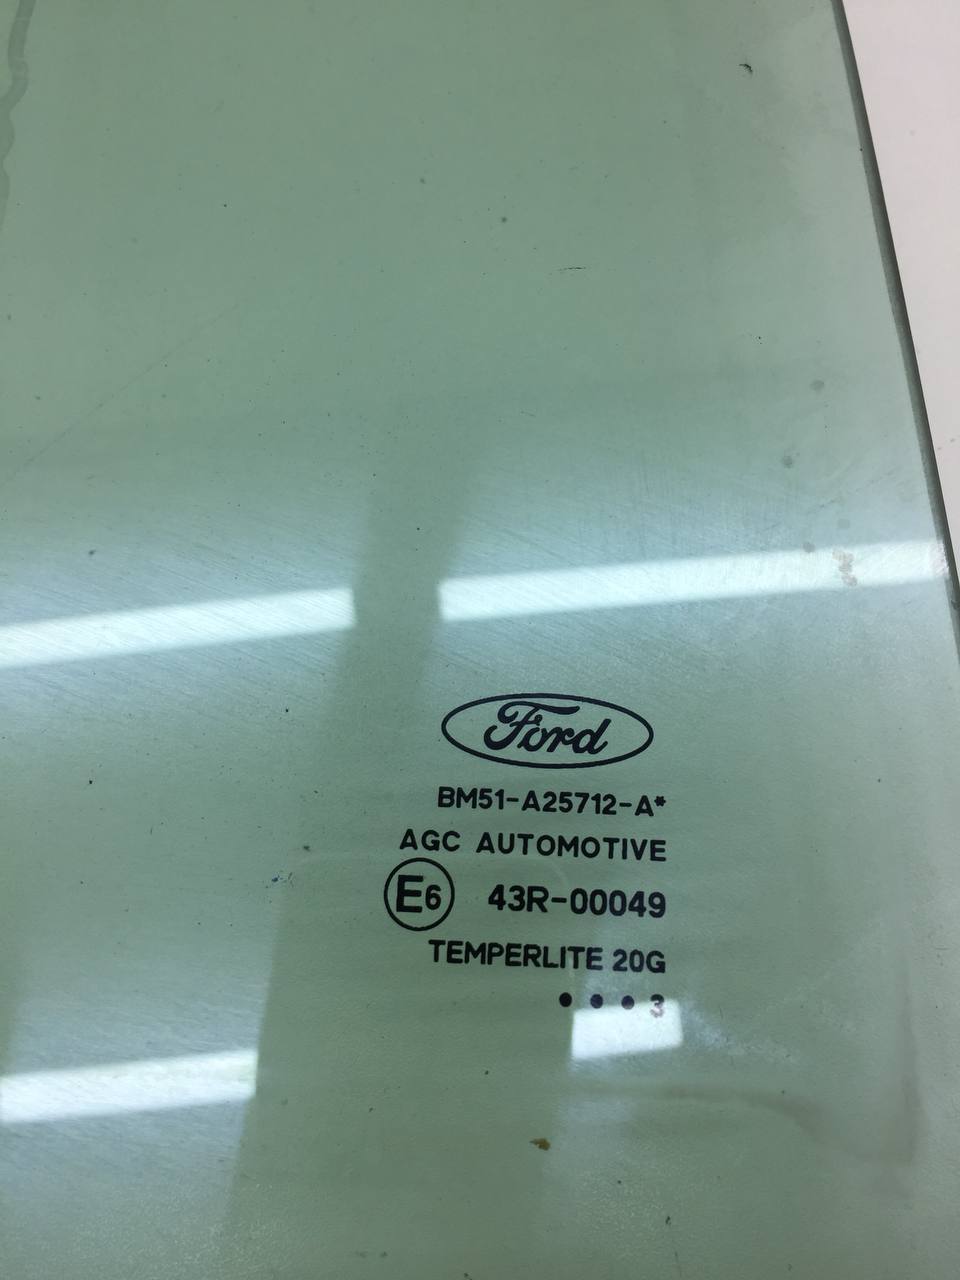 Ford
BM51-A25712-A*
AGC AUTOMOTIVE
E6 43R-00049
TEMPERLITE 20G
• • • 3